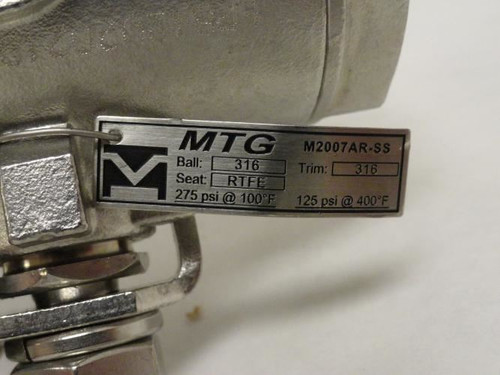 MTG M2007AR-SS
Ball: 316 Trim: 316
Seat: RTFE
275 psi @ 100°F 125 psi @ 400°F